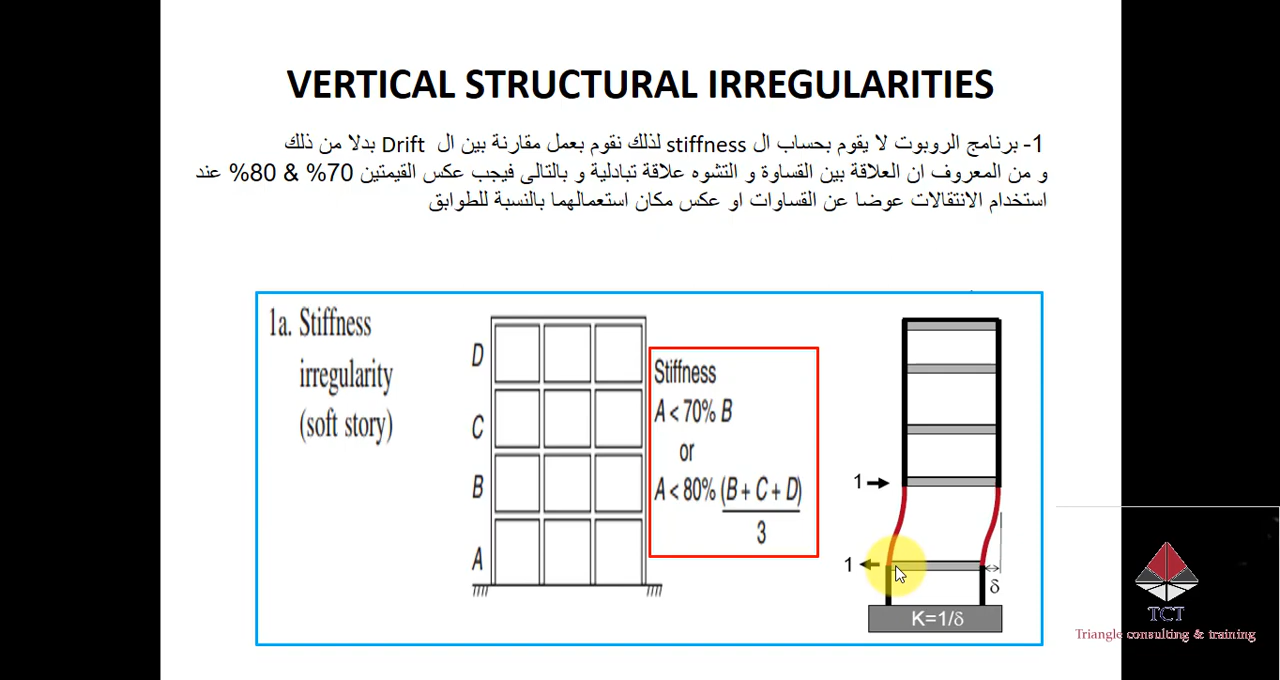 VERTICAL STRUCTURAL IRREGULARITIES
1- برنامج الروبوت لا يقوم بحساب ال stiffness لذلك نقوم بعمل مقارنة بين ال Drift بدلا من ذلك
و من المعروف ان العلاقة بين القساوة و التشوه علاقة تبادلية و بالتالى فيجب عكس القيمتين 70% & 80% عند
استخدام الانتقالات عوضا عن القساوات او عكس مكان استعمالهما بالنسبة للطوابق
1a. Stiffness
irregularity
(soft story)
D
C
B
A
Stiffness
A < 70% B
or
A < 80% (B + C + D)
3
1
1
δ
K=1/δ
TCT
Triangle consulting & training